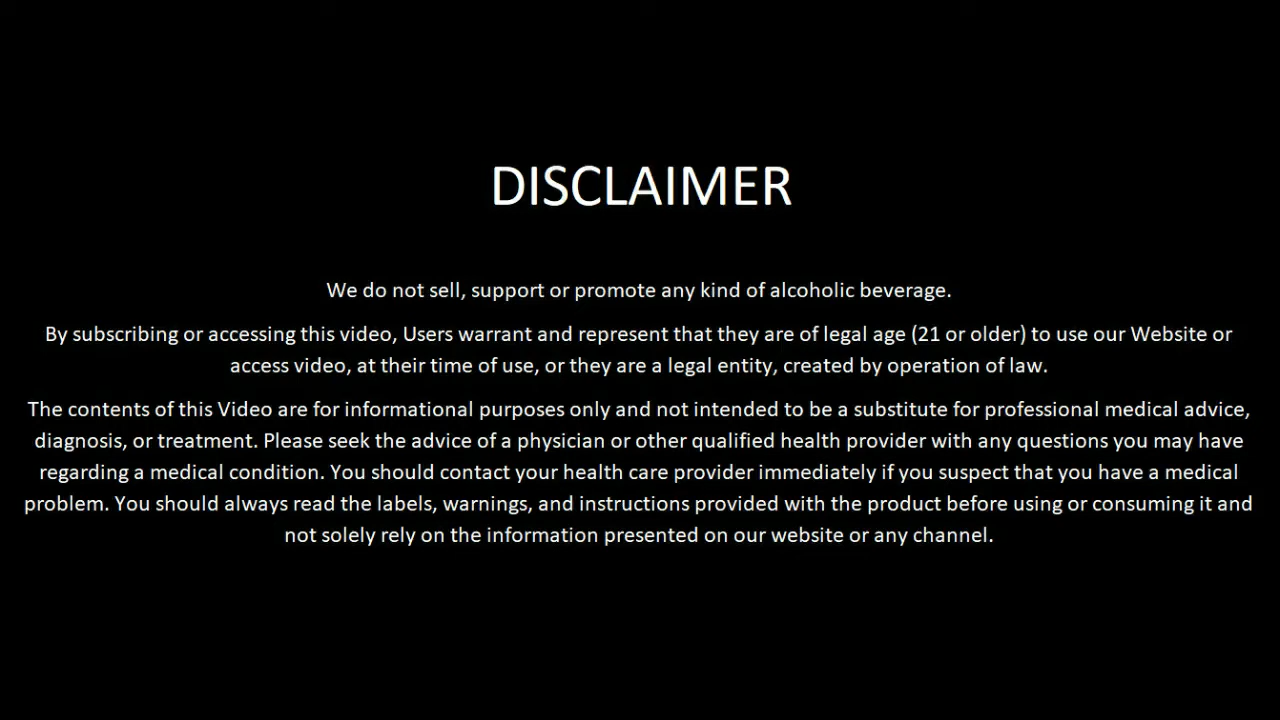 DISCLAIMER
We do not sell, support or promote any kind of alcoholic beverage.
By subscribing or accessing this video, Users warrant and represent that they are of legal age (21 or older) to use our Website or
access video, at their time of use, or they are a legal entity, created by operation of law.
The contents of this Video are for informational purposes only and not intended to be a substitute for professional medical advice,
diagnosis, or treatment. Please seek the advice of a physician or other qualified health provider with any questions you may have
regarding a medical condition. You should contact your health care provider immediately if you suspect that you have a medical
problem. You should always read the labels, warnings, and instructions provided with the product before using or consuming it and
not solely rely on the information presented on our website or any channel.